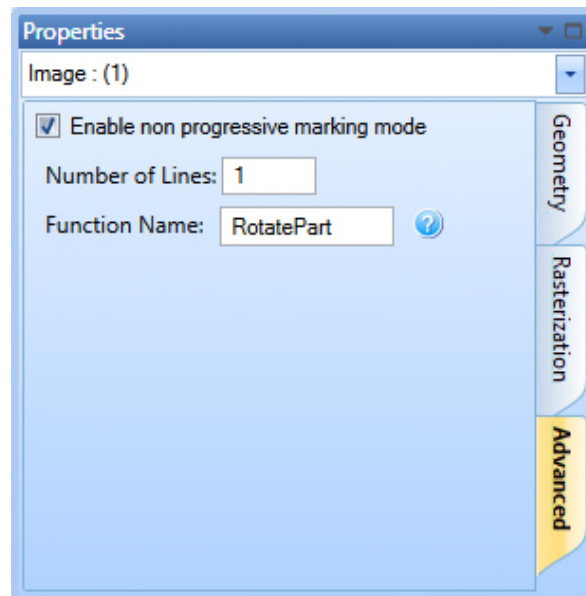 Properties
Image : (1)
Enable non progressive marking mode
Number of Lines: 1
Function Name: RotatePart
?
Geometry
Rasterization
Advanced